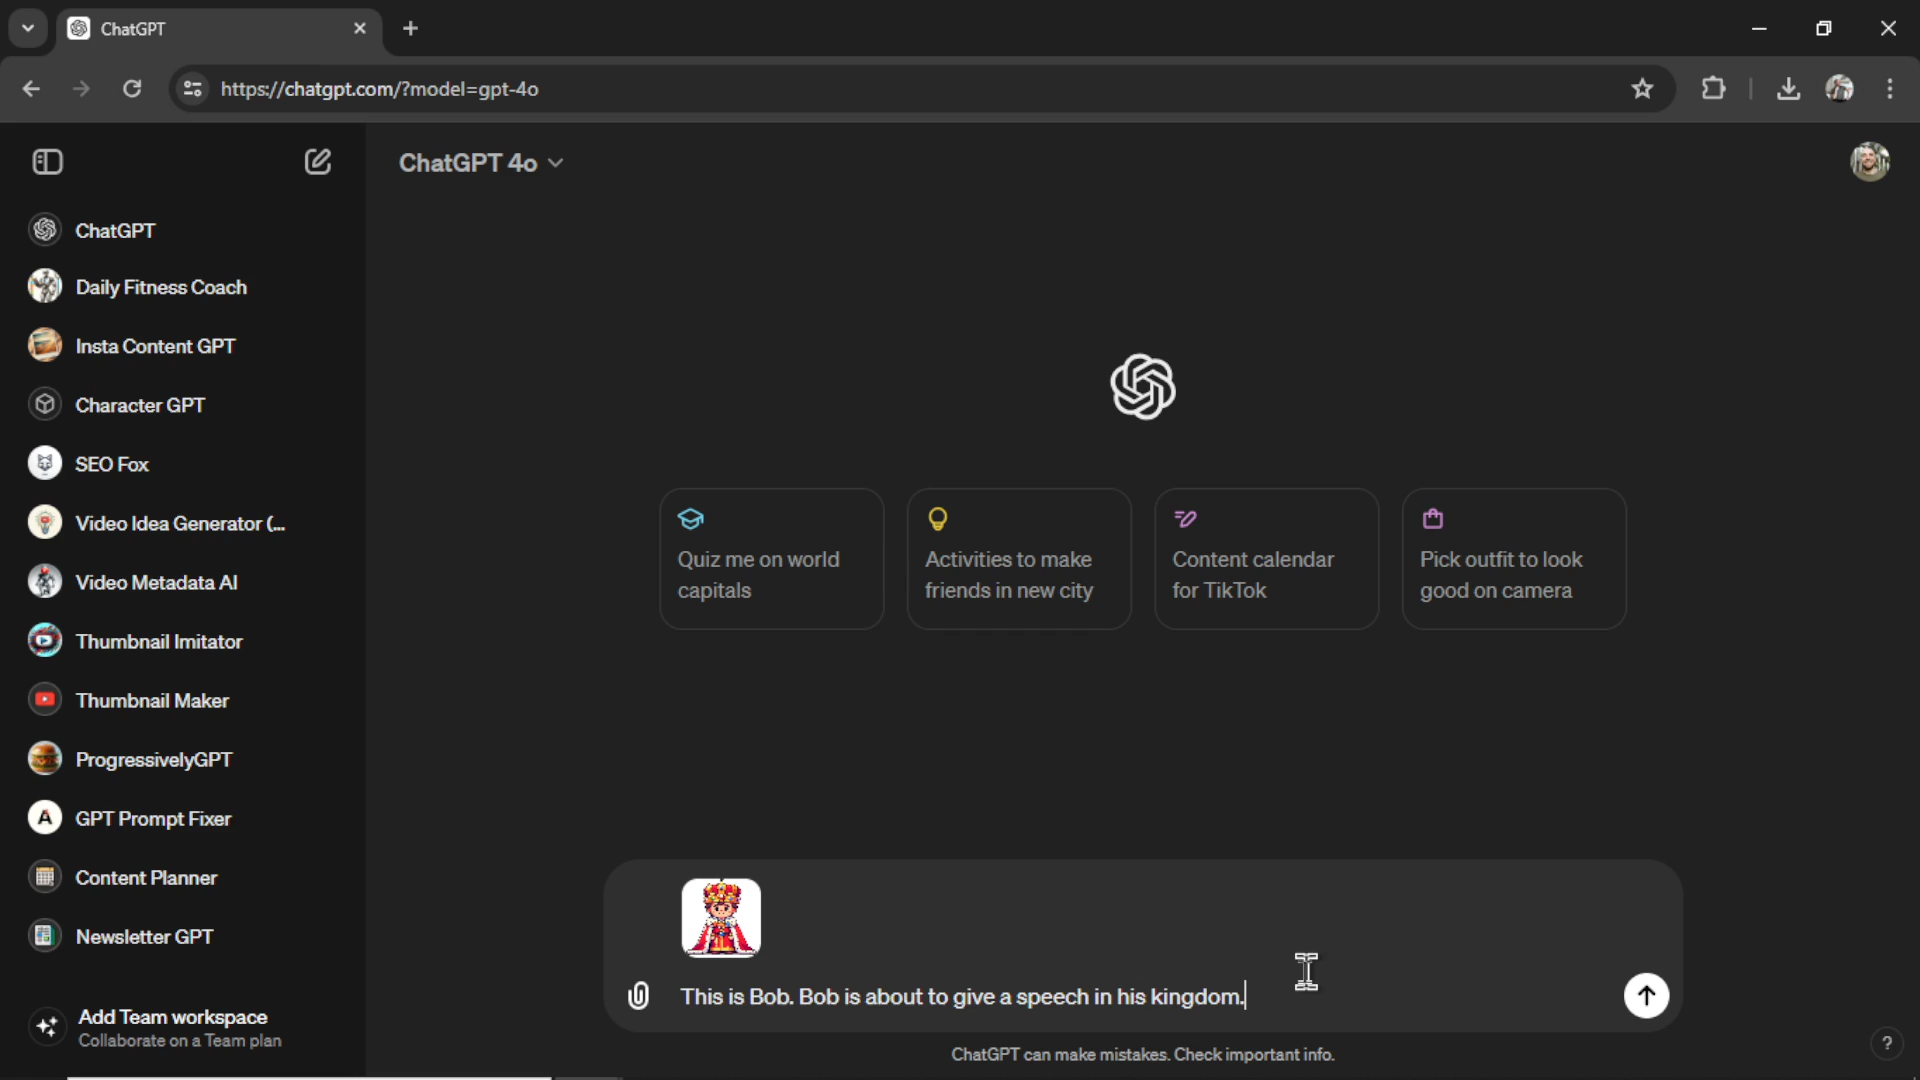 ChatGPT
https://chatgpt.com/?model=gpt-4o
ChatGPT 4o
ChatGPT
Daily Fitness Coach
Insta Content GPT
Character GPT
SEO Fox
Video Idea Generator (...
Video Metadata AI
Thumbnail Imitator
Thumbnail Maker
ProgressivelyGPT
A
GPT Prompt Fixer
Content Planner
Newsletter GPT
Add Team workspace
Collaborate on a Team plan
Quiz me on world
capitals
Activities to make
friends in new city
Content calendar
for TikTok
Pick outfit to look
good on camera
This is Bob. Bob is about to give a speech in his kingdom.
ChatGPT can make mistakes. Check important info.
?